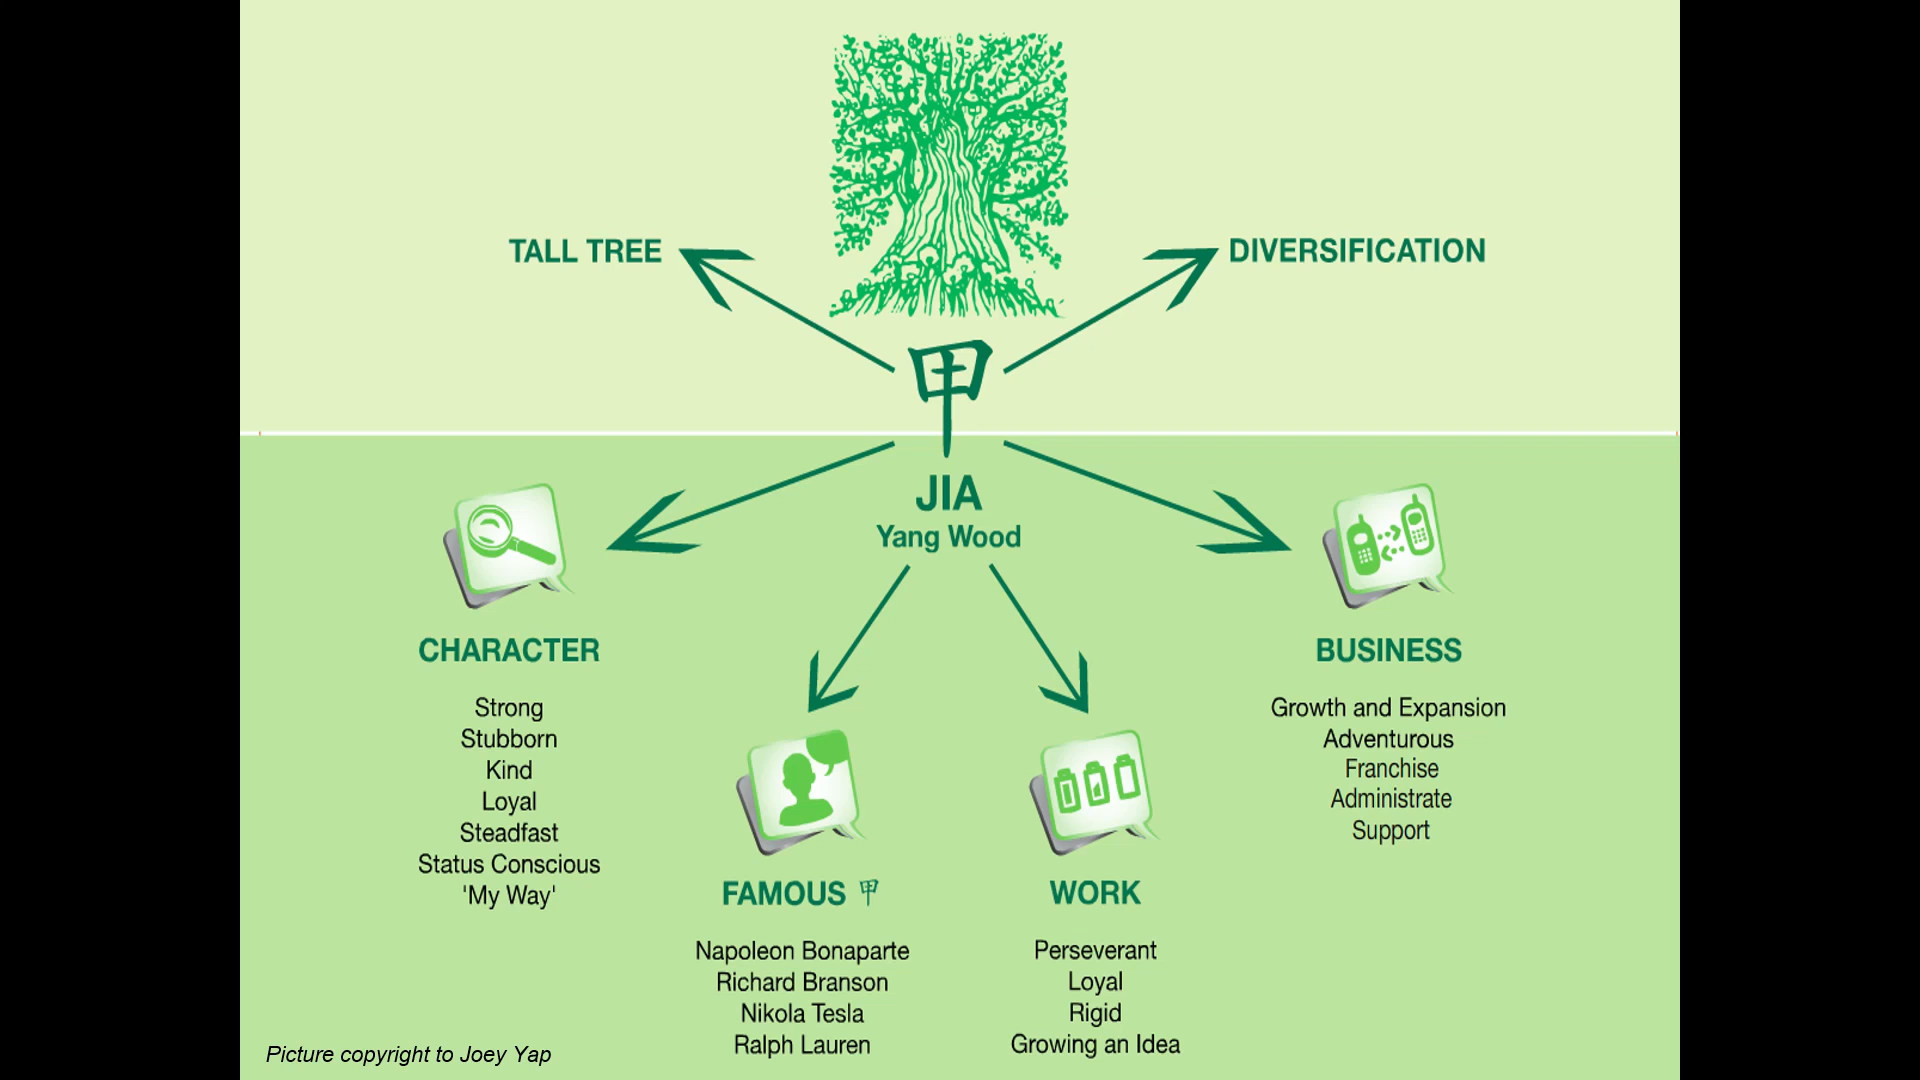 TALL TREE
DIVERSIFICATION
甲
JIA
Yang Wood
CHARACTER
Strong
Stubborn
Kind
Loyal
Steadfast
Status Conscious
'My Way'
FAMOUS 甲
Napoleon Bonaparte
Richard Branson
Nikola Tesla
Ralph Lauren
WORK
Perseverant
Loyal
Rigid
Growing an Idea
BUSINESS
Growth and Expansion
Adventurous
Franchise
Administrate
Support
Picture copyright to Joey Yap